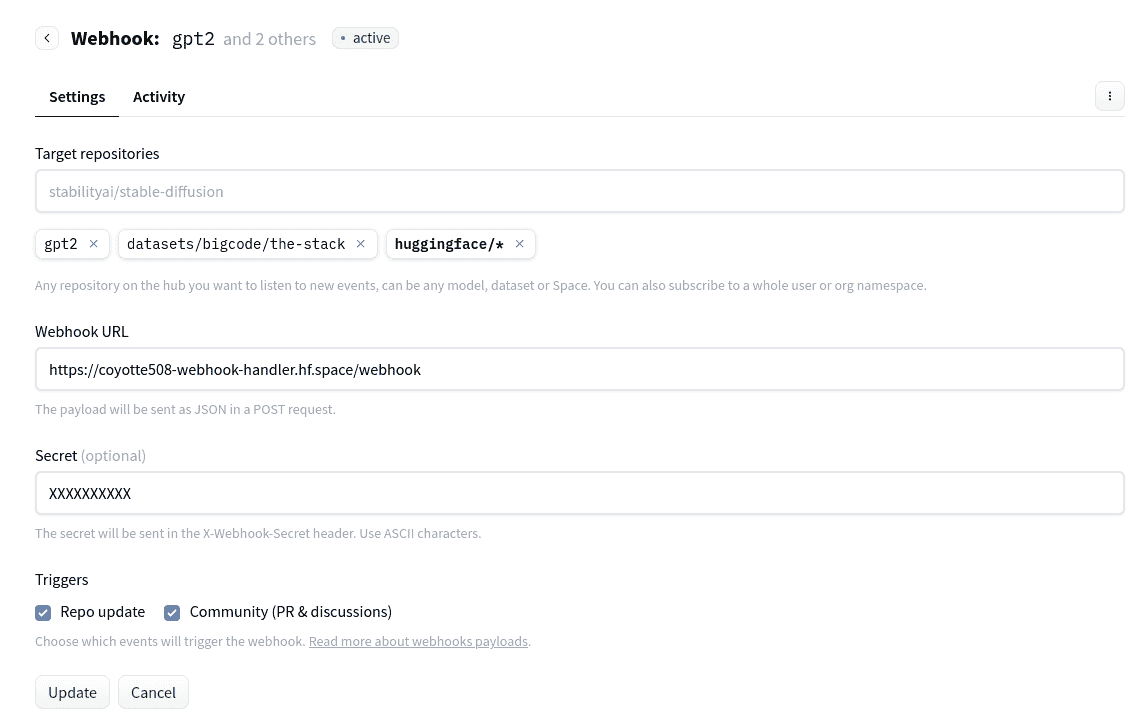 Webhook: gpt2 and 2 others • active
Settings Activity
Target repositories
stabilityai/stable-diffusion
gpt2 × datasets/bigcode/the-stack × huggingface/* ×
Any repository on the hub you want to listen to new events, can be any model, dataset or Space. You can also subscribe to a whole user or org namespace.
Webhook URL
https://coyotte508-webhook-handler.hf.space/webhook
The payload will be sent as JSON in a POST request.
Secret (optional)
XXXXXXXXXX
The secret will be sent in the X-Webhook-Secret header. Use ASCII characters.
Triggers
Repo update Community (PR & discussions)
Choose which events will trigger the webhook. Read more about webhooks payloads.
Update Cancel